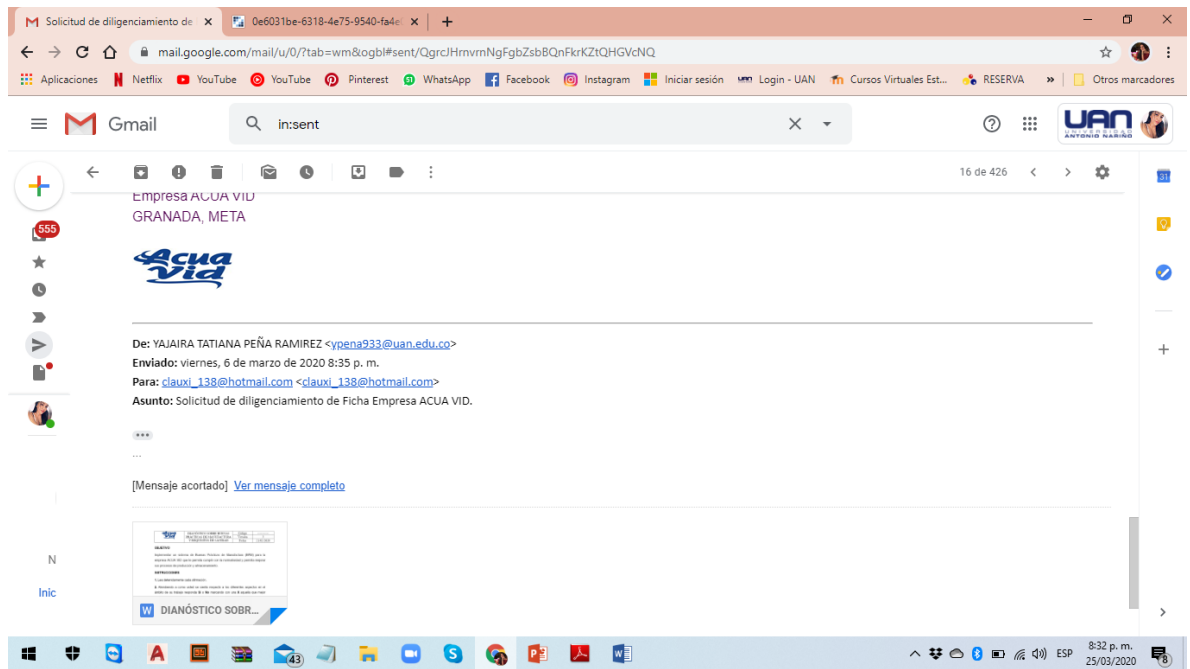 Solicitud de diligenciamiento de
0e6031be-6318-4e75-9540-fa4e
mail.google.com/mail/u/0/?tab=wm&ogbl#sent/QgrcJHrnvrnNgFgbZsbBQnFkrKZtQHGVcNQ
Aplicaciones Netflix YouTube YouTube Pinterest WhatsApp Facebook Instagram Iniciar sesión Login - UAN Cursos Virtuales Est... RESERVA » Otros marcadores
Gmail
in:sent
UAN
UNIVERSIDAD
ANTONIO NARIÑO
16 de 426
31
555
Empresa ACUA VID
GRANADA, META
Acua
Vid
De: YAJAIRA TATIANA PEÑA RAMIREZ <ypena933@uan.edu.co>
Enviado: viernes, 6 de marzo de 2020 8:35 p. m.
Para: clauxi_138@hotmail.com <clauxi_138@hotmail.com>
Asunto: Solicitud de diligenciamiento de Ficha Empresa ACUA VID.
...
[Mensaje acortado] Ver mensaje completo
OBJETIVO
INSTRUCCIONES
W DIANÓSTICO SOBR...
N
Inic
43
ESP
8:32 p. m.
25/03/2020
8